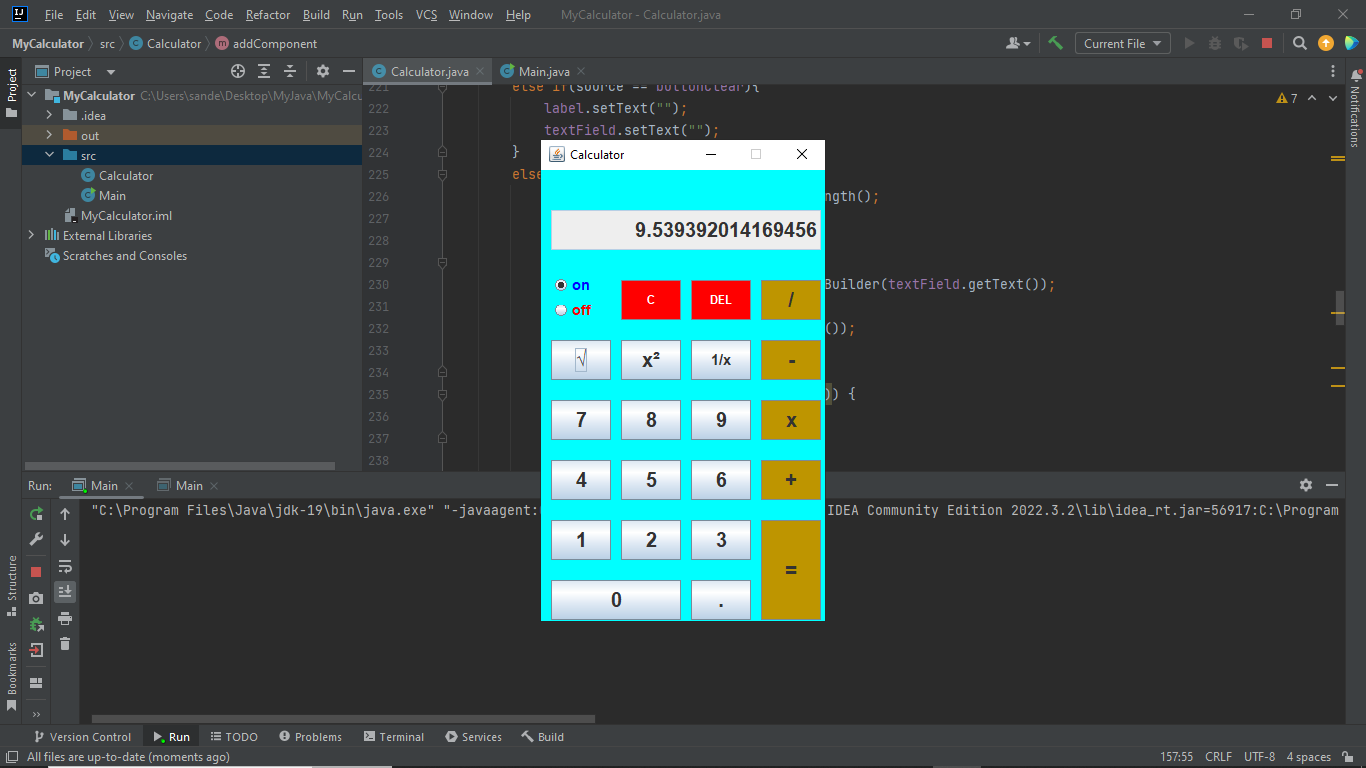 IJ File Edit View Navigate Code Refactor Build Run Tools VCS Window Help MyCalculator - Calculator.java
MyCalculator src Calculator m addComponent Current File
Project Project Calculator.java Main.java
MyCalculator C:\Users\sande\Desktop\MyJava\MyCalcu
.idea
out
src
Calculator
Main
MyCalculator.iml
External Libraries
Scratches and Consoles
221 else if(source == buttonClear){
222 label.setText("");
223 textField.setText("");
224 }
225 else
226 ngth();
227
228
229
230 Builder(textField.getText());
231
232 ());
233
234
235 )) {
236
237
238
7
Notifications
Calculator
9.539392014169456
on
off
C DEL /
√ x² 1/x -
7 8 9 x
4 5 6 +
1 2 3 =
0 .
Run: Main Main
"C:\Program Files\Java\jdk-19\bin\java.exe" "-javaagent: IDEA Community Edition 2022.3.2\lib\idea_rt.jar=56917:C:\Program
Structure
Bookmarks
Version Control Run TODO Problems Terminal Services Build
All files are up-to-date (moments ago) 157:55 CRLF UTF-8 4 spaces